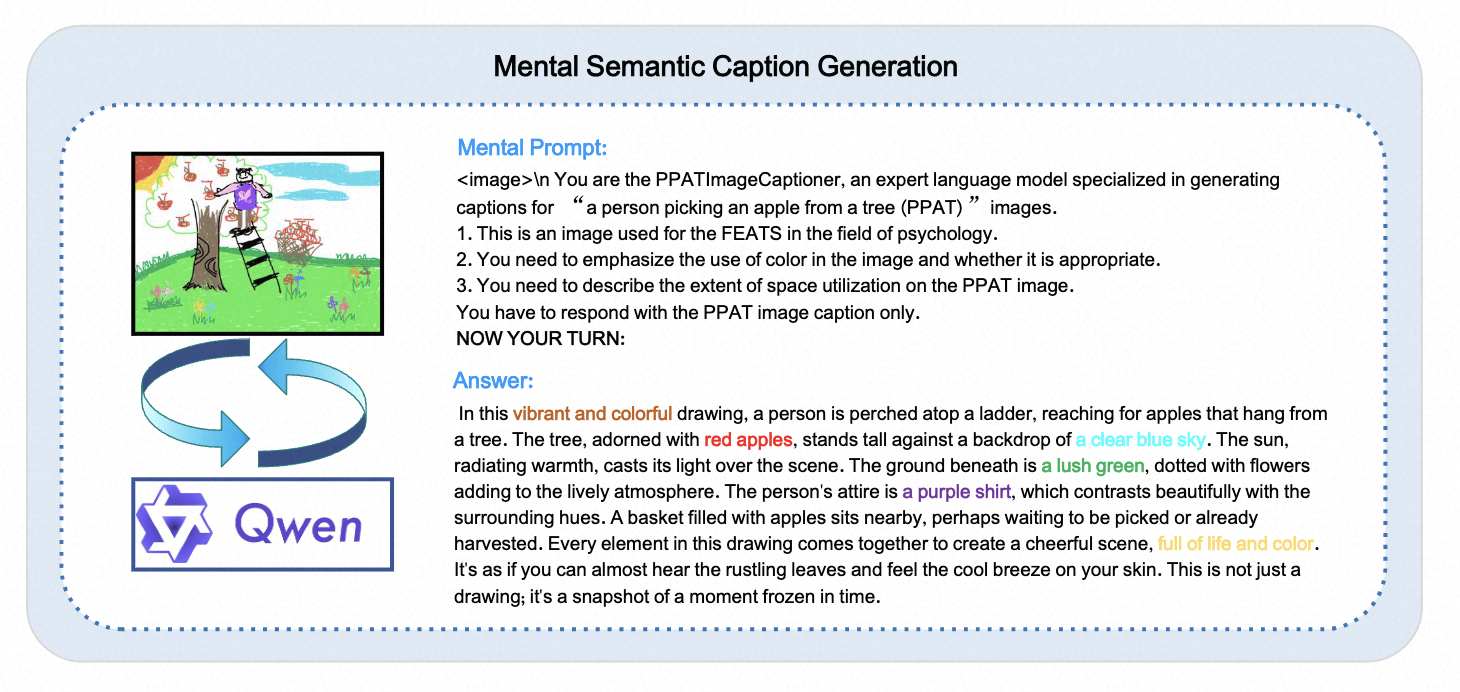 Mental Semantic Caption Generation
Mental Prompt:
<image>\n You are the PPATImageCaptioner, an expert language model specialized in generating
captions for “a person picking an apple from a tree (PPAT) ” images.
1. This is an image used for the FEATS in the field of psychology.
2. You need to emphasize the use of color in the image and whether it is appropriate.
3. You need to describe the extent of space utilization on the PPAT image.
You have to respond with the PPAT image caption only.
NOW YOUR TURN:
Answer:
In this vibrant and colorful drawing, a person is perched atop a ladder, reaching for apples that hang from
a tree. The tree, adorned with red apples, stands tall against a backdrop of a clear blue sky. The sun,
radiating warmth, casts its light over the scene. The ground beneath is a lush green, dotted with flowers
adding to the lively atmosphere. The person's attire is a purple shirt, which contrasts beautifully with the
surrounding hues. A basket filled with apples sits nearby, perhaps waiting to be picked or already
harvested. Every element in this drawing comes together to create a cheerful scene, full of life and color.
It's as if you can almost hear the rustling leaves and feel the cool breeze on your skin. This is not just a
drawing; it's a snapshot of a moment frozen in time.
Qwen